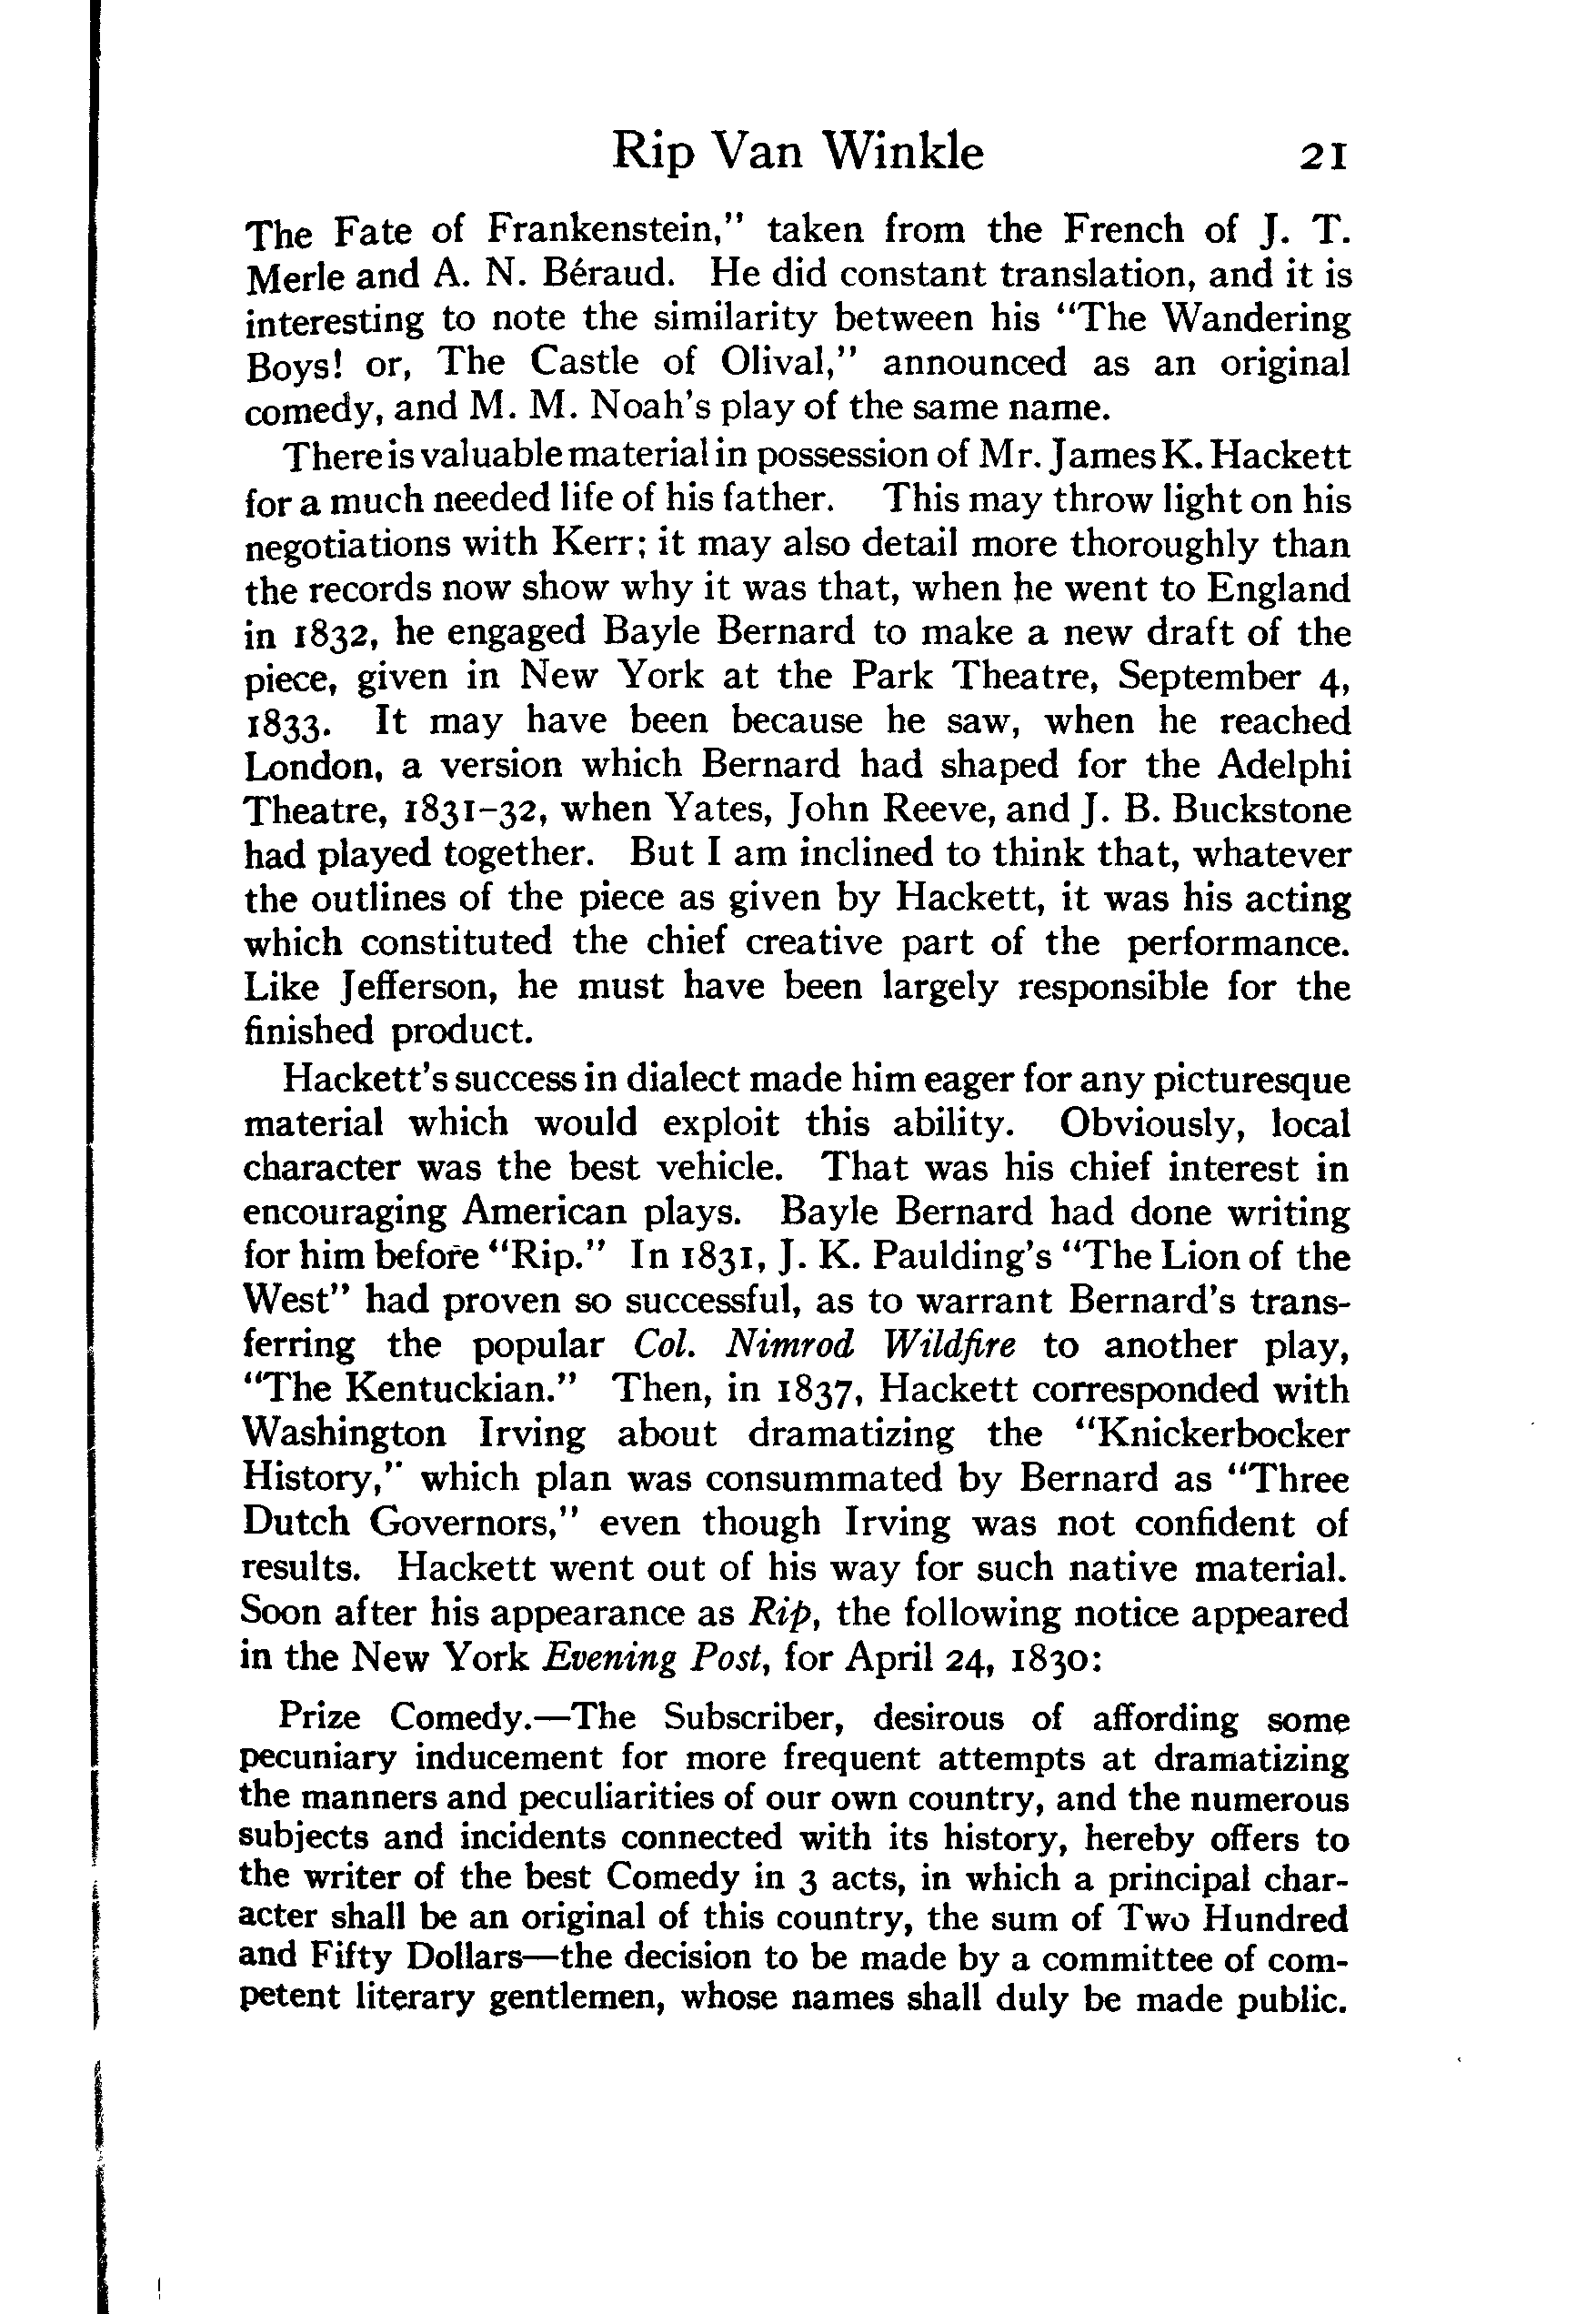 Rip Van Winkle 21
The Fate of Frankenstein," taken from the French of J. T.
Merle and A. N. Béraud. He did constant translation, and it is
interesting to note the similarity between his "The Wandering
Boys! or, The Castle of Olival," announced as an original
comedy, and M. M. Noah's play of the same name.
There is valuable material in possession of Mr. James K. Hackett
for a much needed life of his father. This may throw light on his
negotiations with Kerr; it may also detail more thoroughly than
the records now show why it was that, when he went to England
in 1832, he engaged Bayle Bernard to make a new draft of the
piece, given in New York at the Park Theatre, September 4,
1833. It may have been because he saw, when he reached
London, a version which Bernard had shaped for the Adelphi
Theatre, 1831-32, when Yates, John Reeve, and J. B. Buckstone
had played together. But I am inclined to think that, whatever
the outlines of the piece as given by Hackett, it was his acting
which constituted the chief creative part of the performance.
Like Jefferson, he must have been largely responsible for the
finished product.
Hackett's success in dialect made him eager for any picturesque
material which would exploit this ability. Obviously, local
character was the best vehicle. That was his chief interest in
encouraging American plays. Bayle Bernard had done writing
for him before "Rip." In 1831, J. K. Paulding's "The Lion of the
West" had proven so successful, as to warrant Bernard's trans-
ferring the popular Col. Nimrod Wildfire to another play,
"The Kentuckian." Then, in 1837, Hackett corresponded with
Washington Irving about dramatizing the "Knickerbocker
History," which plan was consummated by Bernard as "Three
Dutch Governors," even though Irving was not confident of
results. Hackett went out of his way for such native material.
Soon after his appearance as Rip, the following notice appeared
in the New York Evening Post, for April 24, 1830:
Prize Comedy.—The Subscriber, desirous of affording some
pecuniary inducement for more frequent attempts at dramatizing
the manners and peculiarities of our own country, and the numerous
subjects and incidents connected with its history, hereby offers to
the writer of the best Comedy in 3 acts, in which a principal char-
acter shall be an original of this country, the sum of Two Hundred
and Fifty Dollars—the decision to be made by a committee of com-
petent literary gentlemen, whose names shall duly be made public.